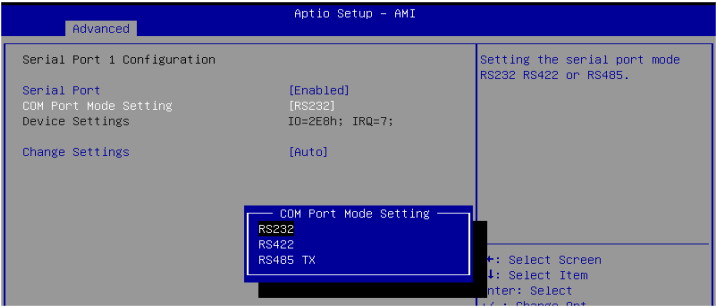 Aptio Setup – AMI
Advanced
Serial Port 1 Configuration
Serial Port [Enabled]
COM Port Mode Setting [RS232]
Device Settings IO=2E8h; IRQ=7;
Change Settings [Auto]
Setting the serial port mode
RS232 RS422 or RS485.
COM Port Mode Setting
RS232
RS422
RS485 TX
: Select Screen
: Select Item
nter: Select
: Change Opt